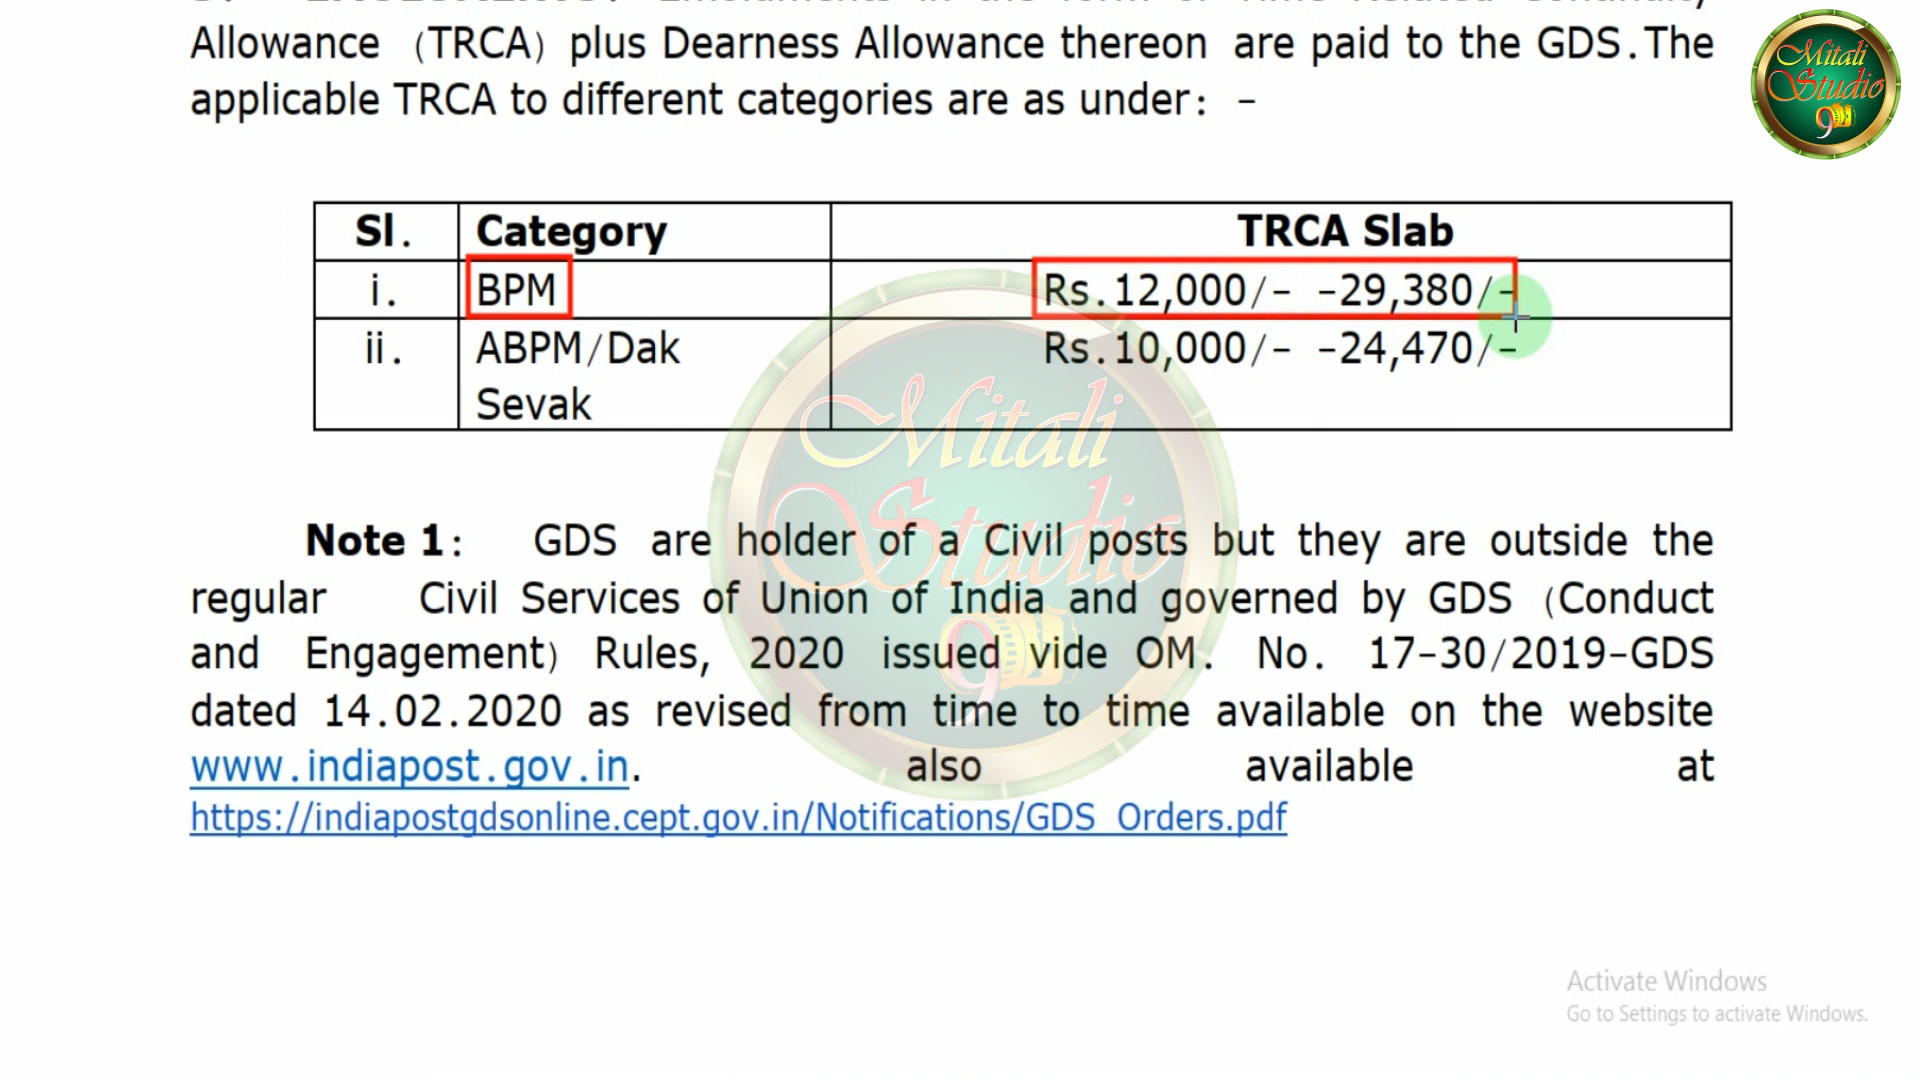 Allowance (TRCA) plus Dearness Allowance thereon are paid to the GDS.The
applicable TRCA to different categories are as under: -
Sl. Category TRCA Slab
i. BPM Rs.12,000/- -29,380/-
ii. ABPM/Dak Rs.10,000/- -24,470/-
Sevak
Note 1: GDS are holder of a Civil posts but they are outside the
regular Civil Services of Union of India and governed by GDS (Conduct
and Engagement) Rules, 2020 issued vide OM. No. 17-30/2019-GDS
dated 14.02.2020 as revised from time to time available on the website
www.indiapost.gov.in. also available at
https://indiapostgdsonline.cept.gov.in/Notifications/GDS_Orders.pdf
Mitali
Studio
9
Mitali
Studio
9
Activate Windows
Go to Settings to activate Windows.